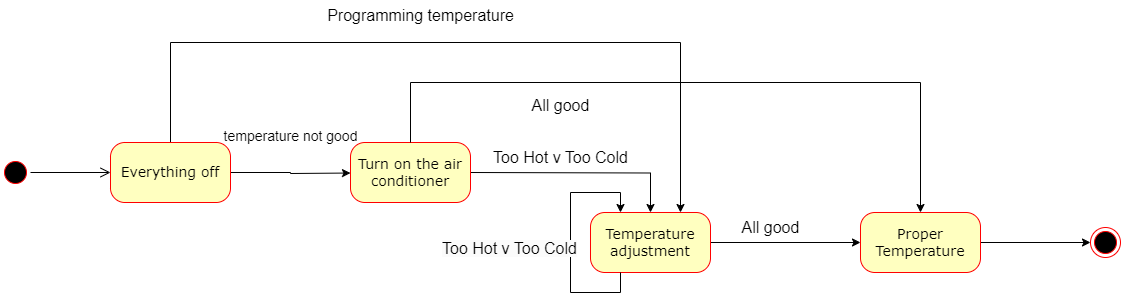 Programming temperature
All good
temperature not good
Everything off
Turn on the air
conditioner
Too Hot v Too Cold
Too Hot v Too Cold
Temperature
adjustment
All good
Proper
Temperature